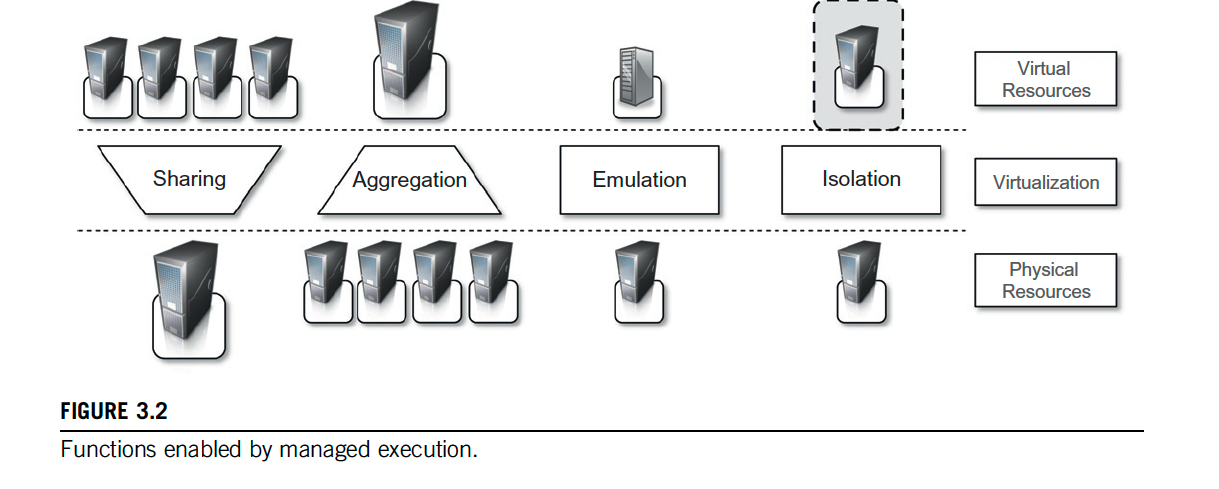 Virtual
Resources
Sharing
Aggregation
Emulation
Isolation
Virtualization
Physical
Resources
FIGURE 3.2
Functions enabled by managed execution.